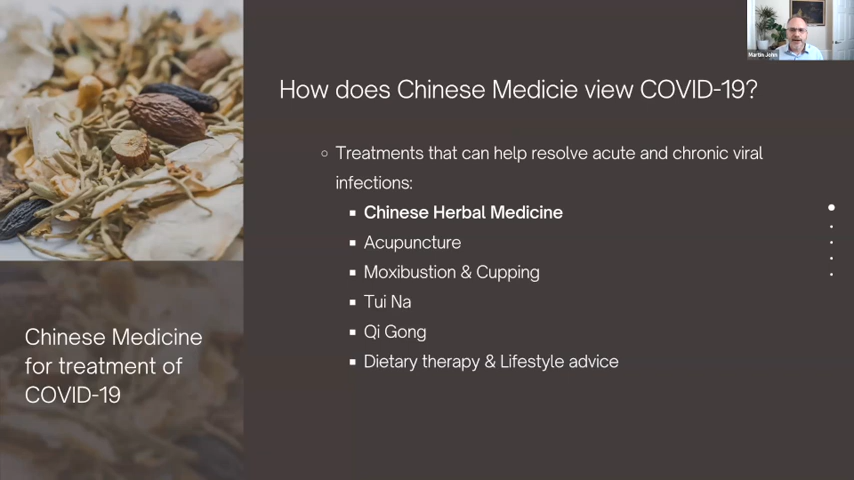 Martin John
How does Chinese Medicie view COVID-19?
Treatments that can help resolve acute and chronic viral
infections:
Chinese Herbal Medicine
Acupuncture
Moxibustion & Cupping
Tui Na
Qi Gong
Dietary therapy & Lifestyle advice
Chinese Medicine
for treatment of
COVID-19